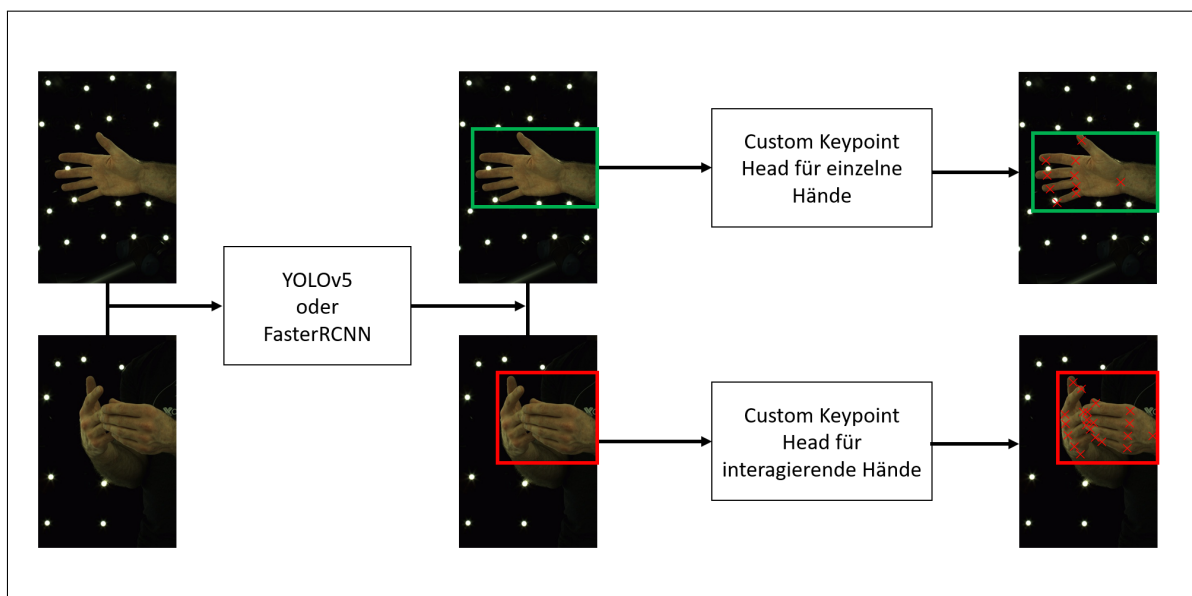 Custom Keypoint
Head für einzelne
Hände
YOLOv5
oder
FasterRCNN
Custom Keypoint
Head für
interagierende Hände